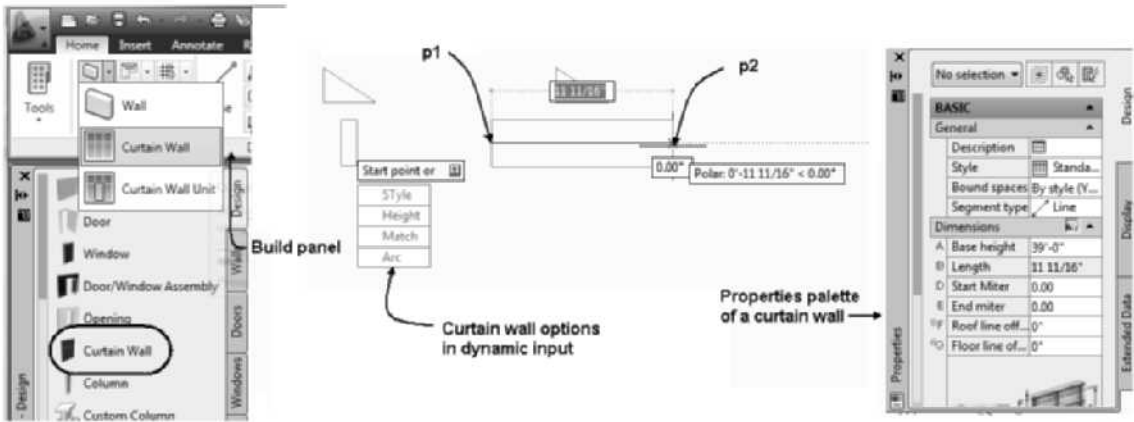 Home Insert Annotate
Tools
Wall
Curtain Wall
Curtain Wall Unit
Door
Window
Door/Window Assembly
Opening
Curtain Wall
Column
Custom Column
Design
Walls
Doors
Windows
- Design
Build panel
p1
p2
11 11/16"
0.00°
Polar: 0'-11 11/16" < 0.00°
Start point or
STyle
Height
Match
Arc
Curtain wall options
in dynamic input
Properties palette
of a curtain wall
No selection
BASIC
General
Description
Style Standa...
Bound spaces By style (Y...
Segment type Line
Dimensions
A Base height 39'-0"
B Length 11 11/16"
D Start Miter 0.00
E End miter 0.00
F Roof line off... 0"
G Floor line of... 0"
Properties
Design
Display
Extended Data